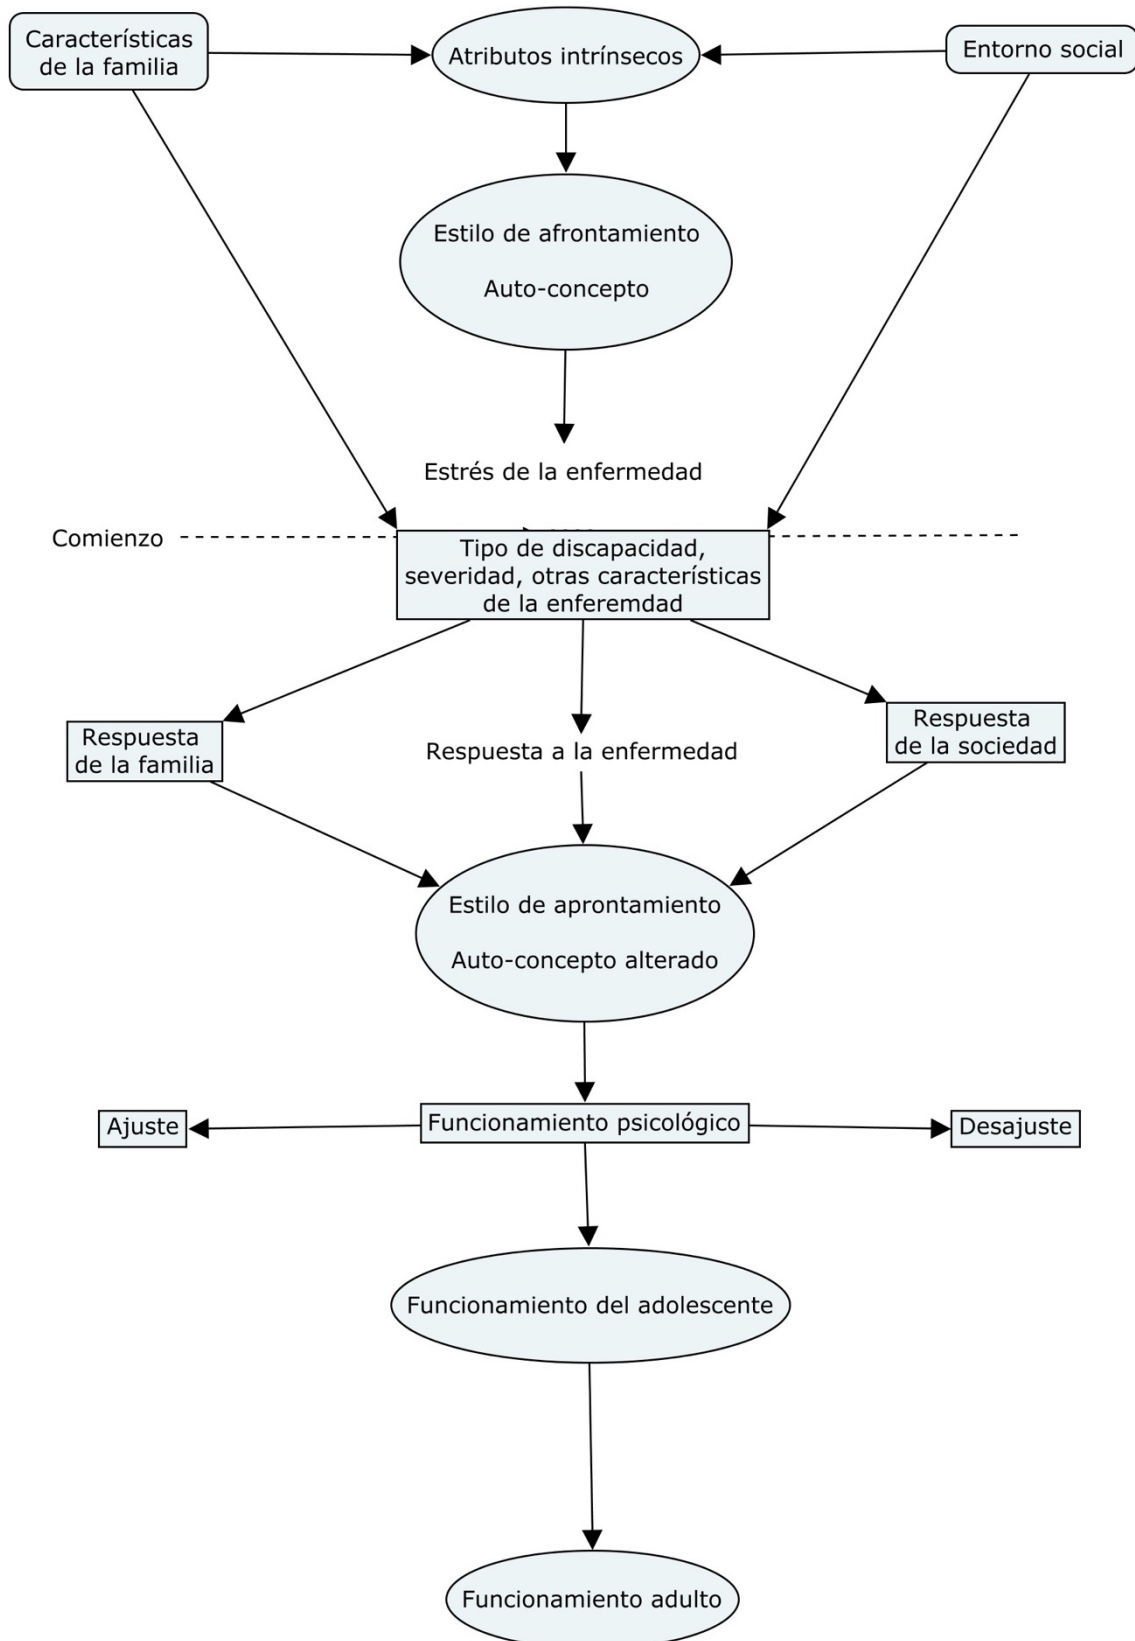 Características
de la familia
Atributos intrínsecos
Entorno social
Estilo de afrontamiento
Auto-concepto
Estrés de la enfermedad
Comienzo
Tipo de discapacidad,
severidad, otras características
de la enferemdad
Respuesta
de la familia
Respuesta a la enfermedad
Respuesta
de la sociedad
Estilo de aprontamiento
Auto-concepto alterado
Ajuste
Funcionamiento psicológico
Desajuste
Funcionamiento del adolescente
Funcionamiento adulto